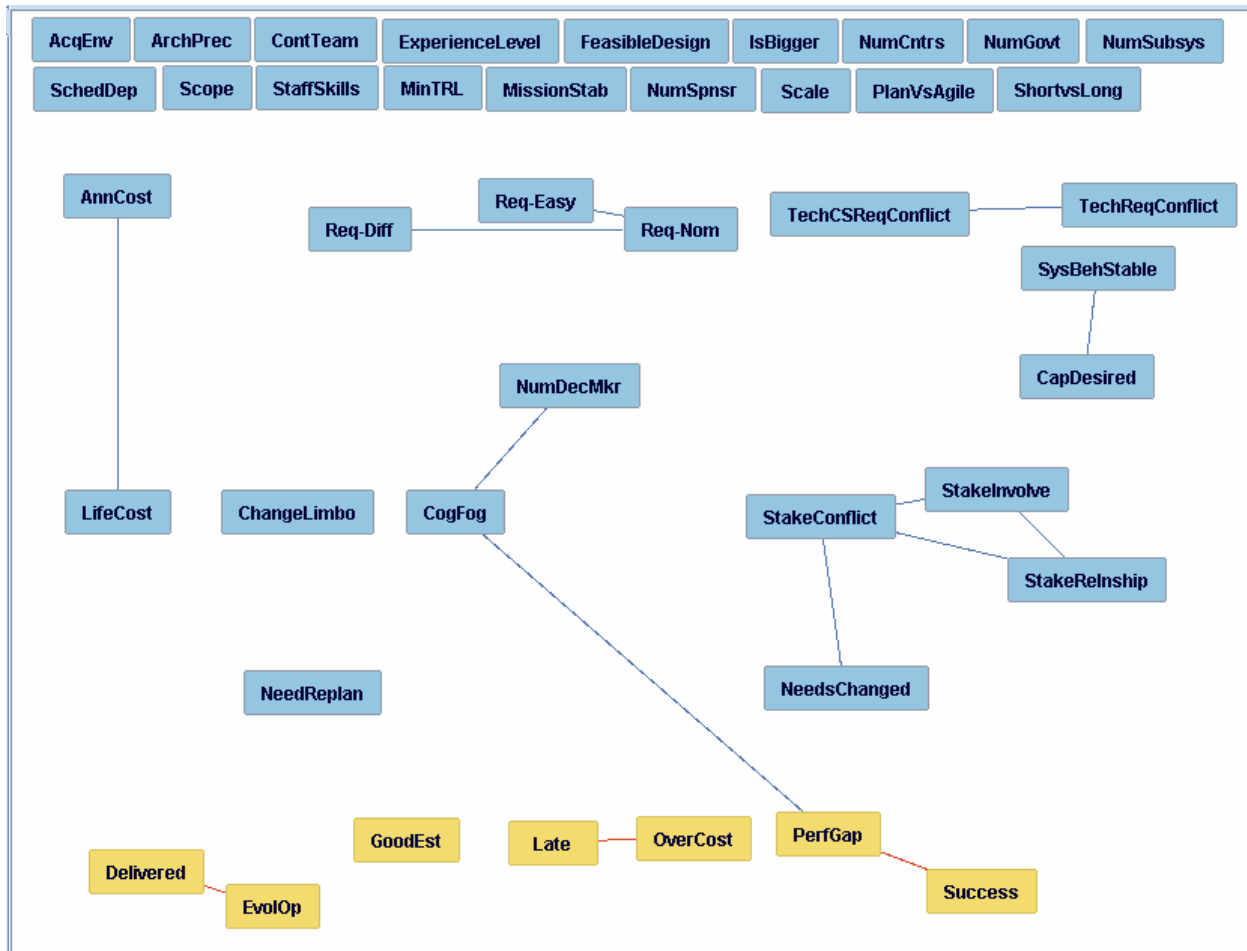 AcqEnv ArchPrec ContTeam ExperienceLevel FeasibleDesign IsBigger NumCntrs NumGovt NumSubsys
SchedDep Scope StaffSkills MinTRL MissionStab NumSpnsr Scale PlanVsAgile ShortvsLong
AnnCost
Req-Easy
TechCSReqConflict
TechReqConflict
Req-Diff
Req-Nom
SysBehStable
CapDesired
NumDecMkr
LifeCost
ChangeLimbo
CogFog
StakeConflict
StakeInvolve
StakeRelnship
NeedReplan
NeedsChanged
GoodEst
Late
OverCost
PerfGap
Delivered
EvolOp
Success